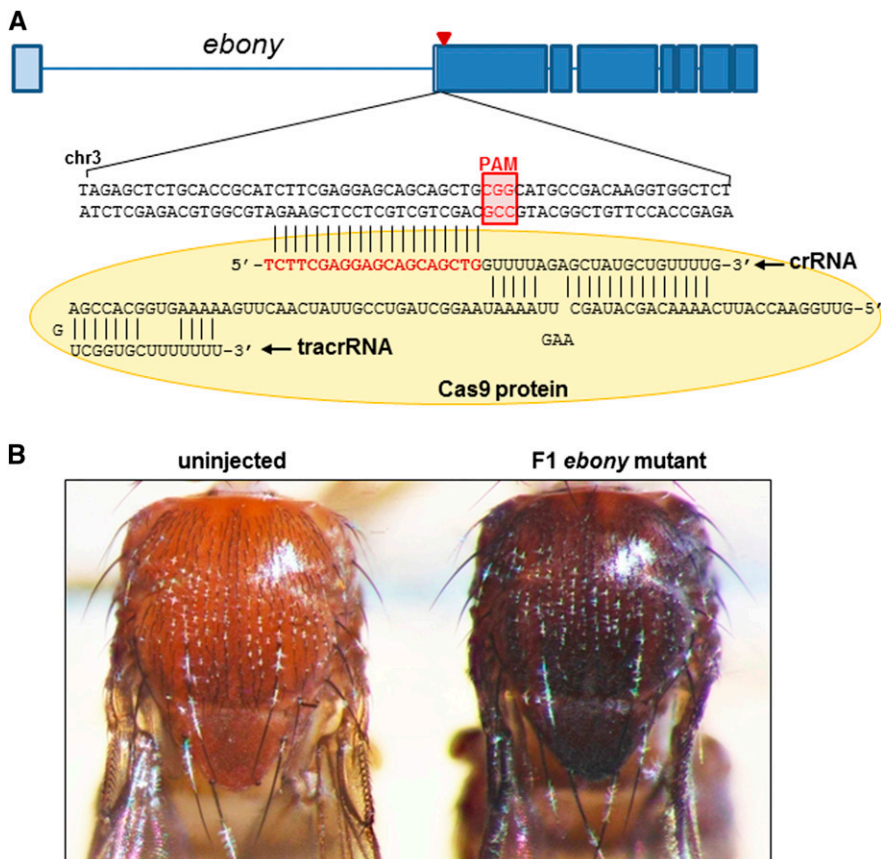 A
ebony
chr3
PAM
TAGAGCTCTGCACCGCATCTTCGAGGAGCAGCAGCTGCGGCATGCCGACAAGGTGGCTCT
ATCTCGAGACGTGGCGTAGAAGCTCCTCGTCGTCGACGCCGTACGGCTGTTCCACCGAGA
5′-TCTTCGAGGAGCAGCAGCTGGUUUUAGAGCUAUGCUGUUUUG-3′ crRNA
AGCCACGGUGAAAAAGUUCAACUAUUGCCUGAUCGGAAUAAAAUU CGAUACGACAAAACUUACCAAGGUUG-5′
G
GAA
UCGGUGCUUUUUUU-3′ tracrRNA
Cas9 protein
B
uninjected F1 ebony mutant